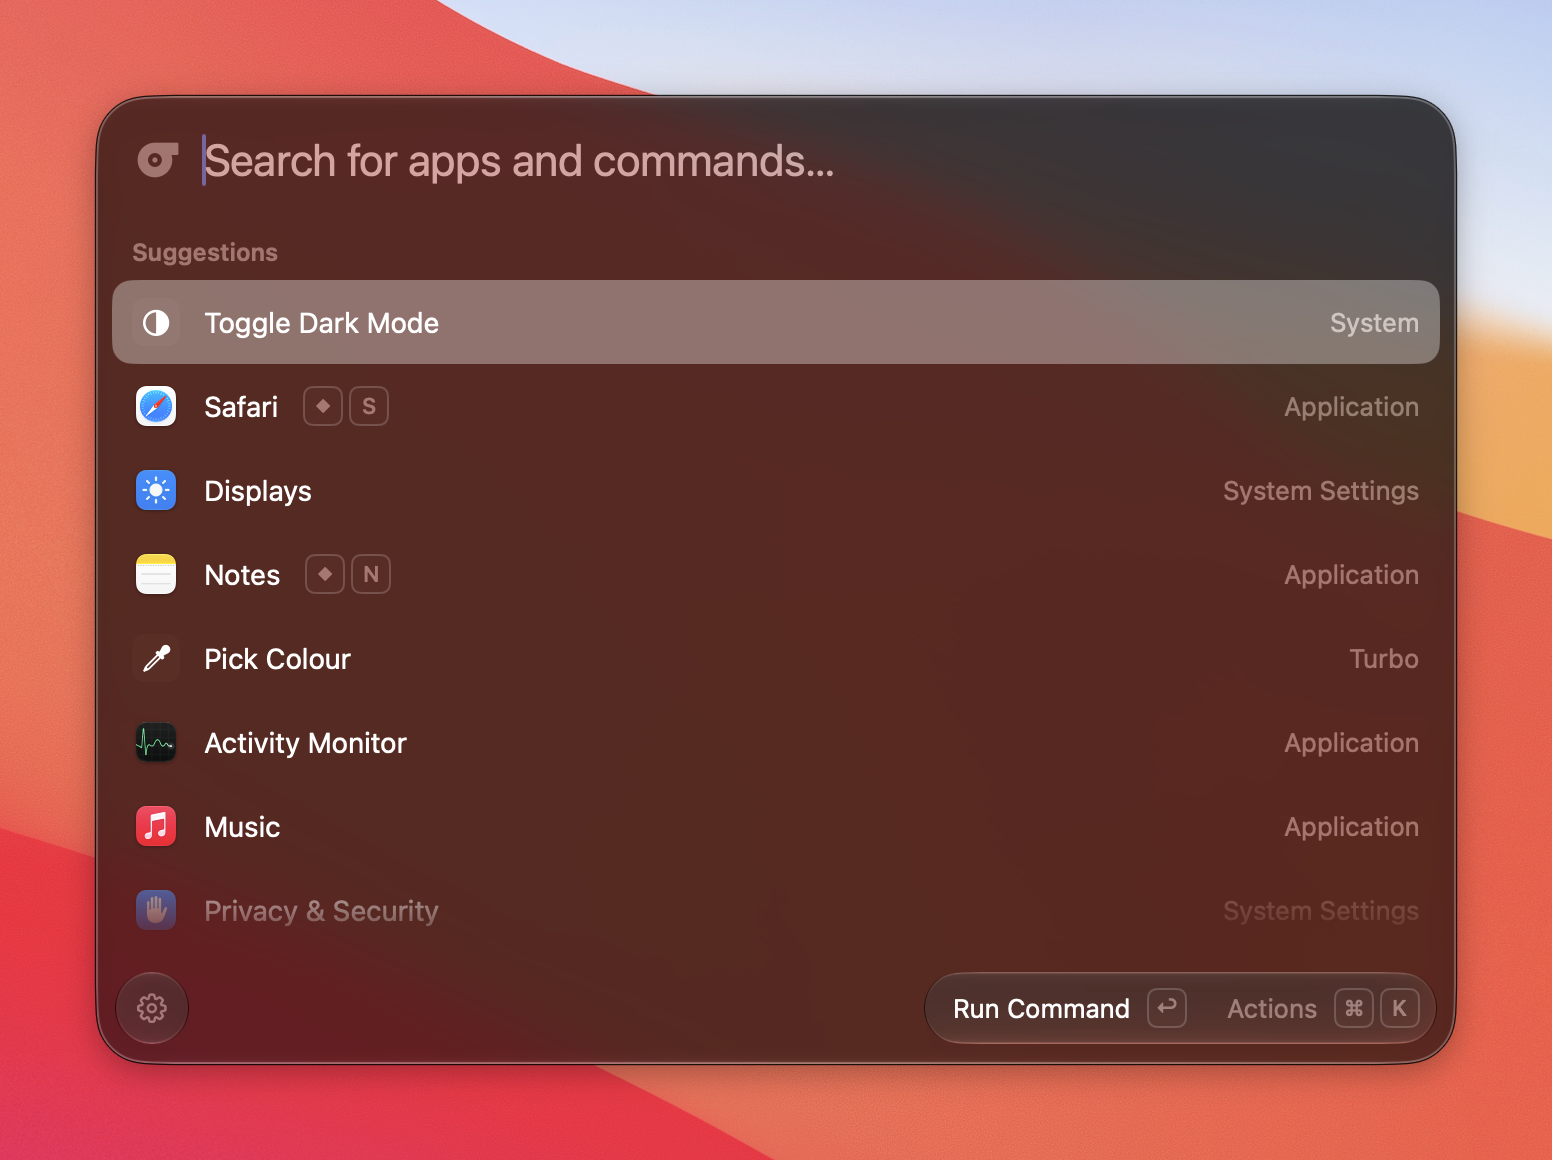 Search for apps and commands...
Suggestions
Toggle Dark Mode System
Safari ◆ S Application
Displays System Settings
Notes ◆ N Application
Pick Colour Turbo
Activity Monitor Application
Music Application
Privacy & Security System Settings
Run Command ↩ Actions ⌘ K